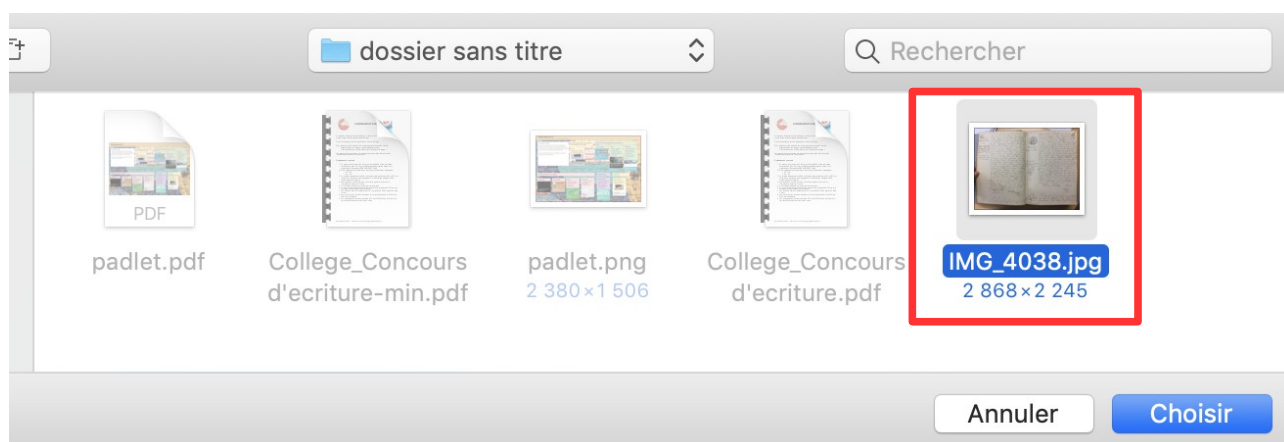 dossier sans titre
Rechercher
PDF
padlet.pdf
College_Concours
d'ecriture-min.pdf
padlet.png
2 380×1 506
College_Concours
d'ecriture.pdf
IMG_4038.jpg
2 868×2 245
Annuler
Choisir